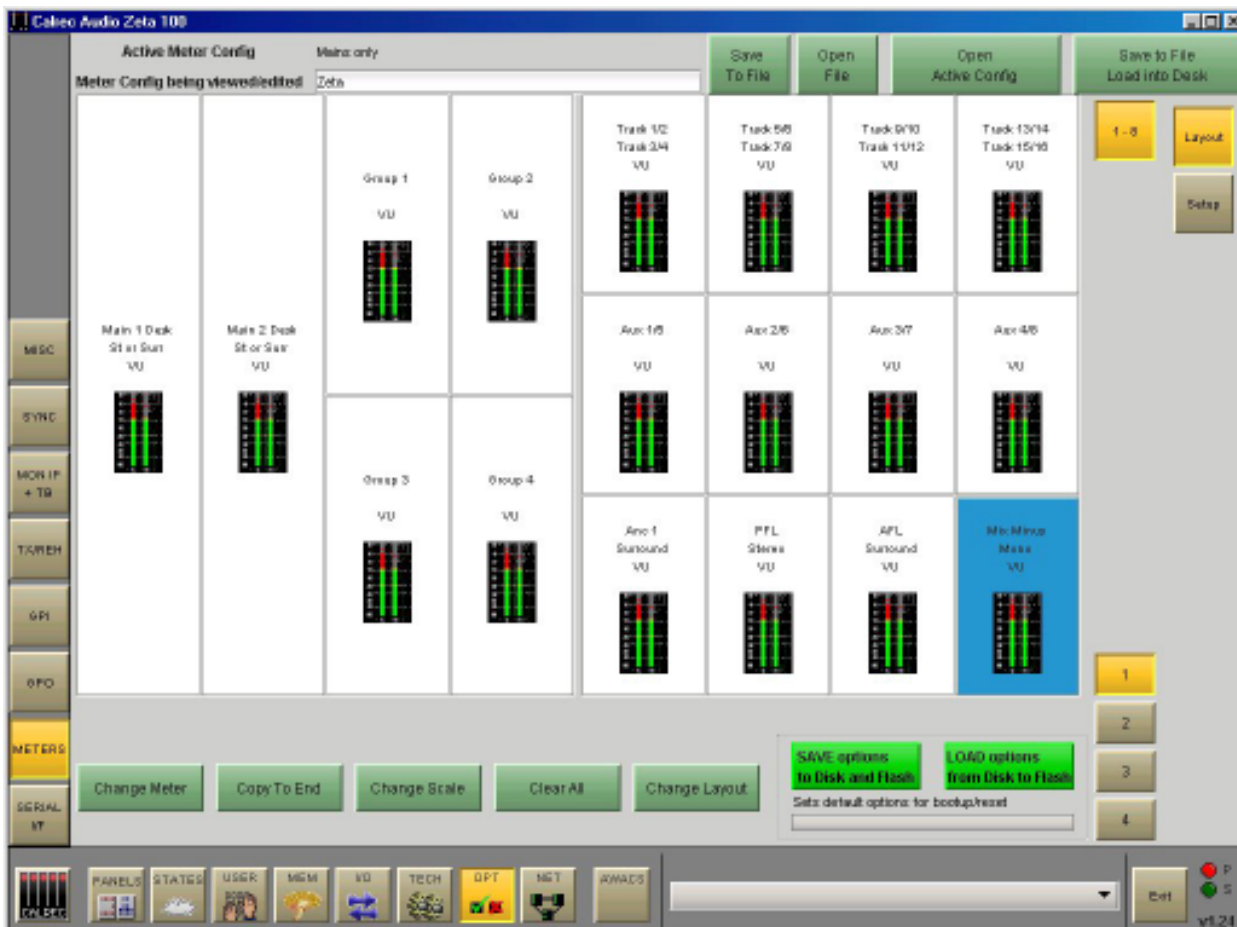 Calrec Audio Zeta 100
Active Meter Config
Mains only
Meter Config being viewed/edited
Zeta
Save
To File
Open
File
Open
Active Config
Save to File
Load into Desk
Main 1 Desk
St or Surr
VU
Main 2 Desk
St or Surr
VU
Group 1
VU
Group 2
VU
Group 3
VU
Group 4
VU
Track 1/2
Track 3/4
VU
Track 5/6
Track 7/8
VU
Track 9/10
Track 11/12
VU
Track 13/14
Track 15/16
VU
Aux 1/5
VU
Aux 2/6
VU
Aux 3/7
VU
Aux 4/8
VU
Surround
VU
PFL
Stereo
VU
AFL
Surround
VU
Mix Minus
Mono
VU
1 - 8
Layout
Setup
1
2
3
4
MISC
SYNC
MON IP
+ TB
TX/REH
GPI
GPO
METERS
SERIAL
I/F
Change Meter
Copy To End
Change Scale
Clear All
Change Layout
SAVE options
to Disk and Flash
LOAD options
from Disk to Flash
Sets default options for bootup/reset
CALREC
PANELS
STATES
USER
MEM
I/O
TECH
OPT
NET
AWACS
Exit
P
S
v1.24